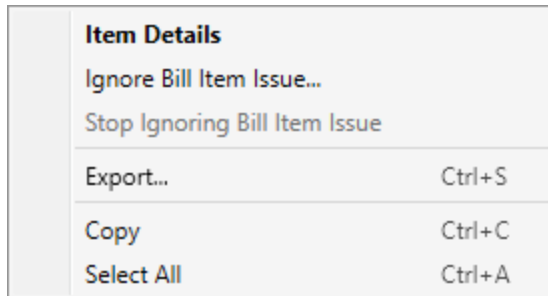 Item Details
Ignore Bill Item Issue...
Stop Ignoring Bill Item Issue
Export... Ctrl+S
Copy Ctrl+C
Select All Ctrl+A